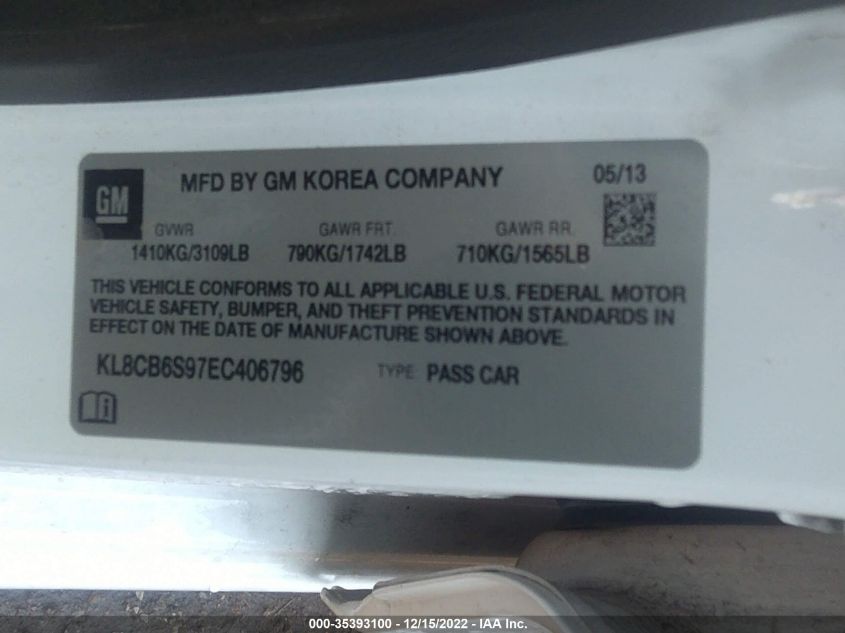 GM
MFD BY GM KOREA COMPANY 05/13
GVWR GAWR FRT. GAWR RR.
1410KG/3109LB 790KG/1742LB 710KG/1565LB
THIS VEHICLE CONFORMS TO ALL APPLICABLE U.S. FEDERAL MOTOR
VEHICLE SAFETY, BUMPER, AND THEFT PREVENTION STANDARDS IN
EFFECT ON THE DATE OF MANUFACTURE SHOWN ABOVE.
KL8CB6S97EC406796 TYPE PASS CAR
i
000-35393100 - 12/15/2022 - IAA Inc.